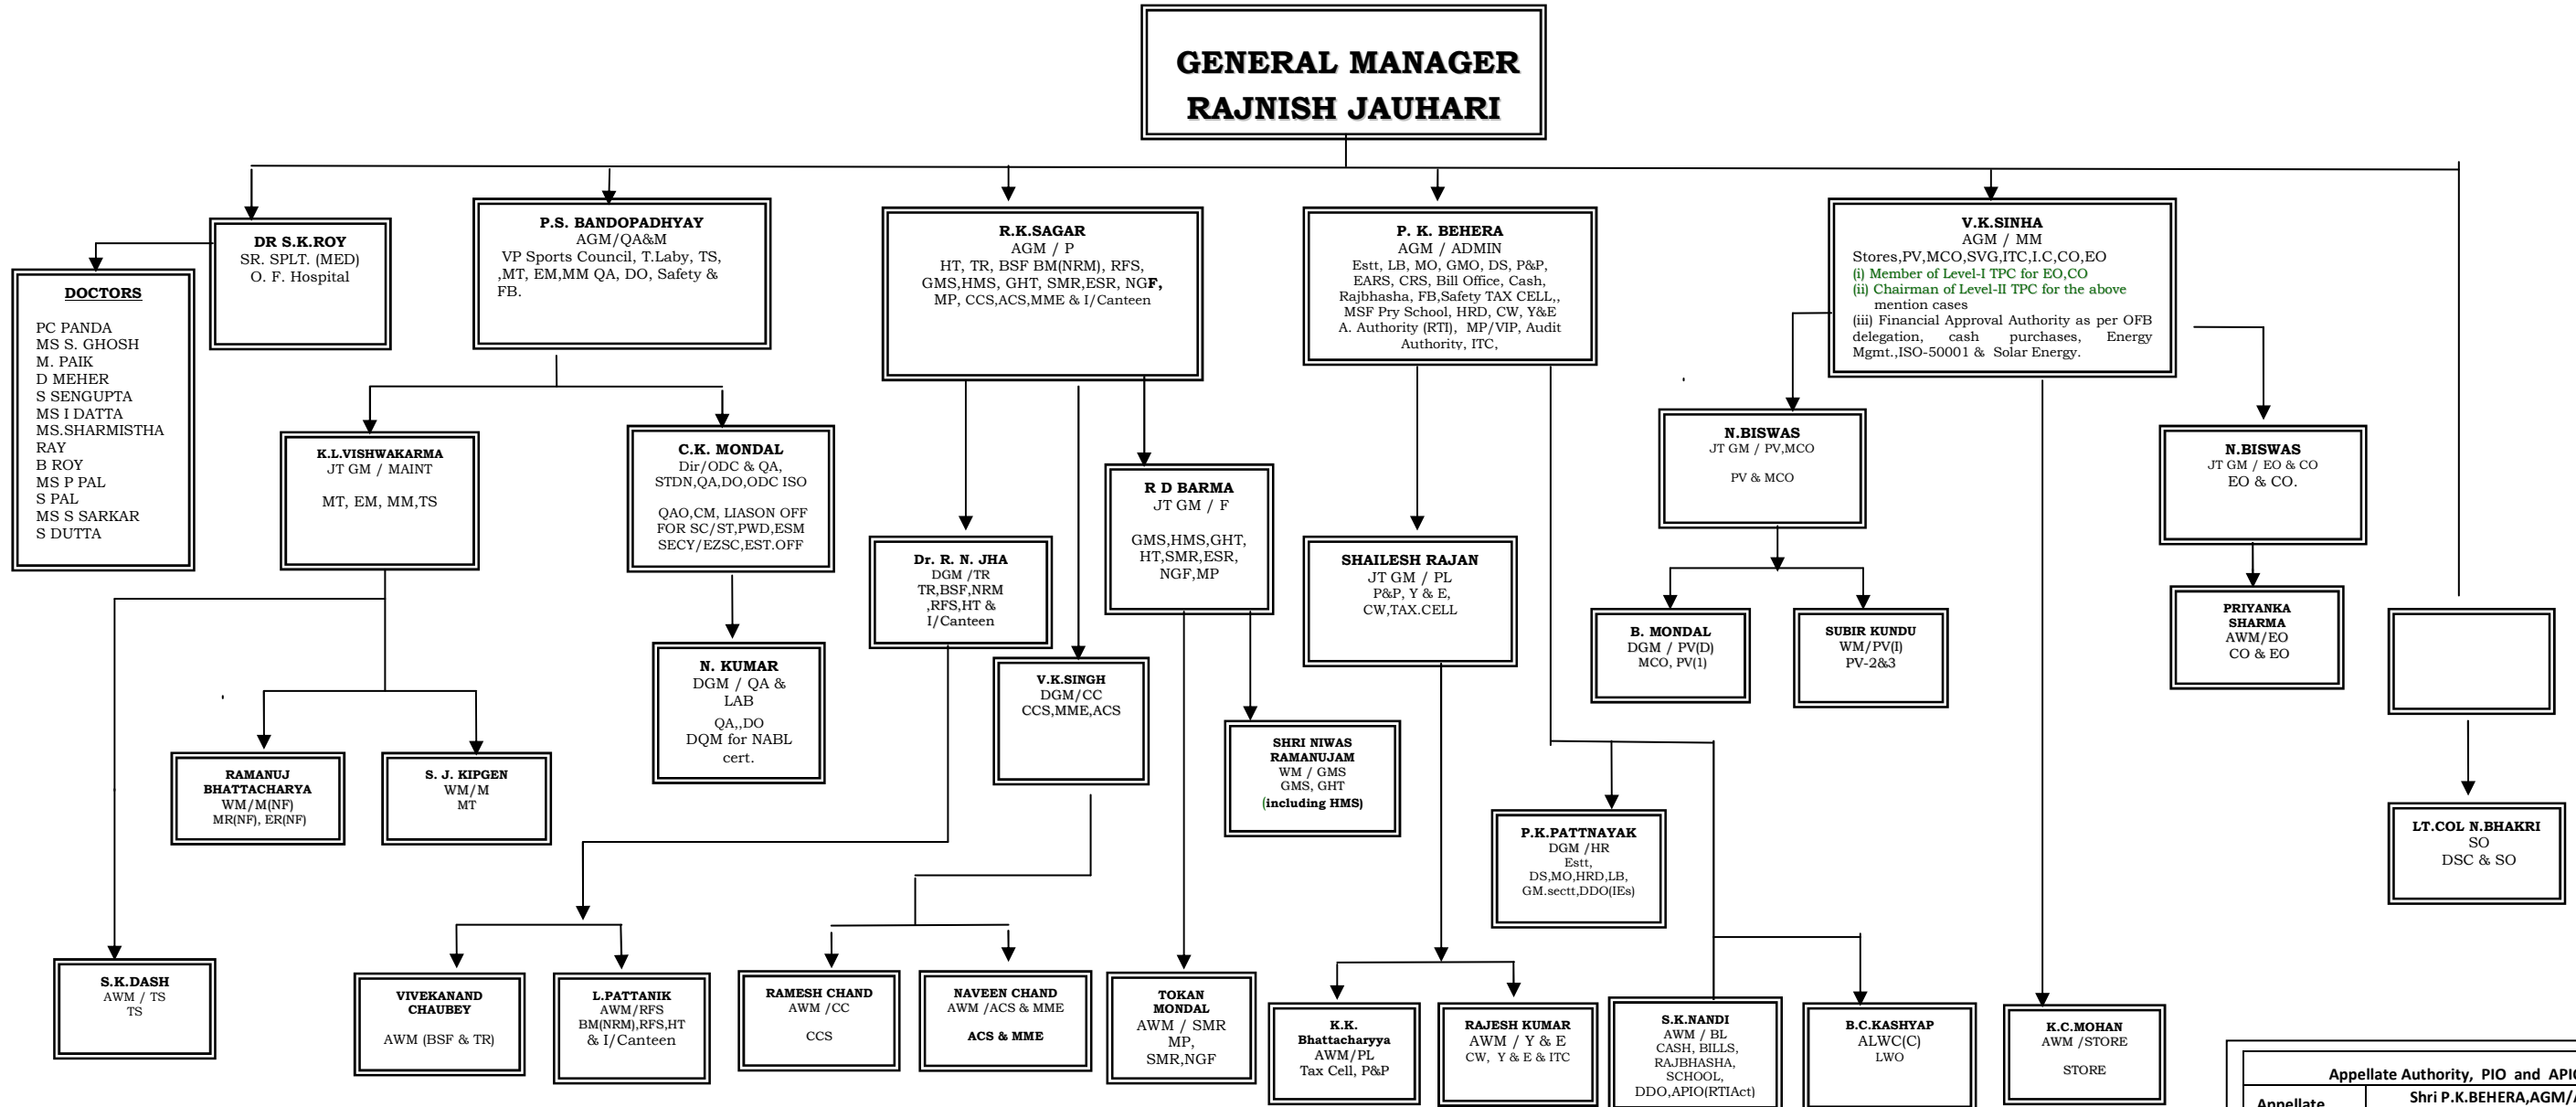 GENERAL MANAGER
RAJNISH JAUHARI
DR S.K.ROY
SR. SPLT. (MED)
O. F. Hospital
DOCTORS
PC PANDA
MS S. GHOSH
M. PAIK
D MEHER
S SENGUPTA
MS I DATTA
MS.SHARMISTHA
RAY
B ROY
MS P PAL
S PAL
MS S SARKAR
S DUTTA
P.S. BANDOPADHYAY
AGM/QA&M
VP Sports Council, T.Laby, TS,
,MT, EM,MM QA, DO, Safety &
FB.
R.K.SAGAR
AGM / P
HT, TR, BSF BM(NRM), RFS,
GMS,HMS, GHT, SMR,ESR, NGF,
MP, CCS,ACS,MME & I/Canteen
P. K. BEHERA
AGM / ADMIN
Estt, LB, MO, GMO, DS, P&P,
EARS, CRS, Bill Office, Cash,
Rajbhasha, FB,Safety TAX CELL,,
MSF Pry School, HRD, CW, Y&E
A. Authority (RTI), MP/VIP, Audit
Authority, ITC,
V.K.SINHA
AGM / MM
Stores,PV,MCO,SVG,ITC,I.C,CO,EO
(i) Member of Level-I TPC for EO,CO
(ii) Chairman of Level-II TPC for the above
mention cases
(iii) Financial Approval Authority as per OFB
delegation, cash purchases, Energy
Mgmt.,ISO-50001 & Solar Energy.
K.L.VISHWAKARMA
JT GM / MAINT
MT, EM, MM,TS
C.K. MONDAL
Dir/ODC & QA,
STDN,QA,DO,ODC ISO
QAO,CM, LIASON OFF
FOR SC/ST,PWD,ESM
SECY/EZSC,EST.OFF
Dr. R. N. JHA
DGM /TR
TR,BSF,NRM
,RFS,HT &
I/Canteen
R D BARMA
JT GM / F
GMS,HMS,GHT,
HT,SMR,ESR,
NGF,MP
SHAILESH RAJAN
JT GM / PL
P&P, Y & E,
CW,TAX.CELL
N.BISWAS
JT GM / PV,MCO
PV & MCO
N.BISWAS
JT GM / EO & CO
EO & CO.
B. MONDAL
DGM / PV(D)
MCO, PV(1)
SUBIR KUNDU
WM/PV(I)
PV-2&3
PRIYANKA
SHARMA
AWM/EO
CO & EO
N. KUMAR
DGM / QA &
LAB
QA,,DO
DQM for NABL
cert.
V.K.SINGH
DGM/CC
CCS,MME,ACS
SHRI NIWAS
RAMANUJAM
WM / GMS
GMS, GHT
(including HMS)
RAMANUJ
BHATTACHARYA
WM/M(NF)
MR(NF), ER(NF)
S. J. KIPGEN
WM/M
MT
P.K.PATTNAYAK
DGM /HR
Estt,
DS,MO,HRD,LB,
GM.sectt,DDO(IEs)
LT.COL N.BHAKRI
SO
DSC & SO
S.K.DASH
AWM / TS
TS
VIVEKANAND
CHAUBEY
AWM (BSF & TR)
L.PATTANIK
AWM/RFS
BM(NRM),RFS,HT
& I/Canteen
RAMESH CHAND
AWM /CC
CCS
NAVEEN CHAND
AWM /ACS & MME
ACS & MME
TOKAN
MONDAL
AWM / SMR
MP,
SMR,NGF
K.K.
Bhattacharyya
AWM/PL
Tax Cell, P&P
RAJESH KUMAR
AWM / Y & E
CW, Y & E & ITC
S.K.NANDI
AWM / BL
CASH, BILLS,
RAJBHASHA,
SCHOOL,
DDO,APIO(RTIAct)
B.C.KASHYAP
ALWC(C)
LWO
K.C.MOHAN
AWM /STORE
STORE
Appellate Authority, PIO and APIO
Appellate
Shri P.K.BEHERA,AGM/A